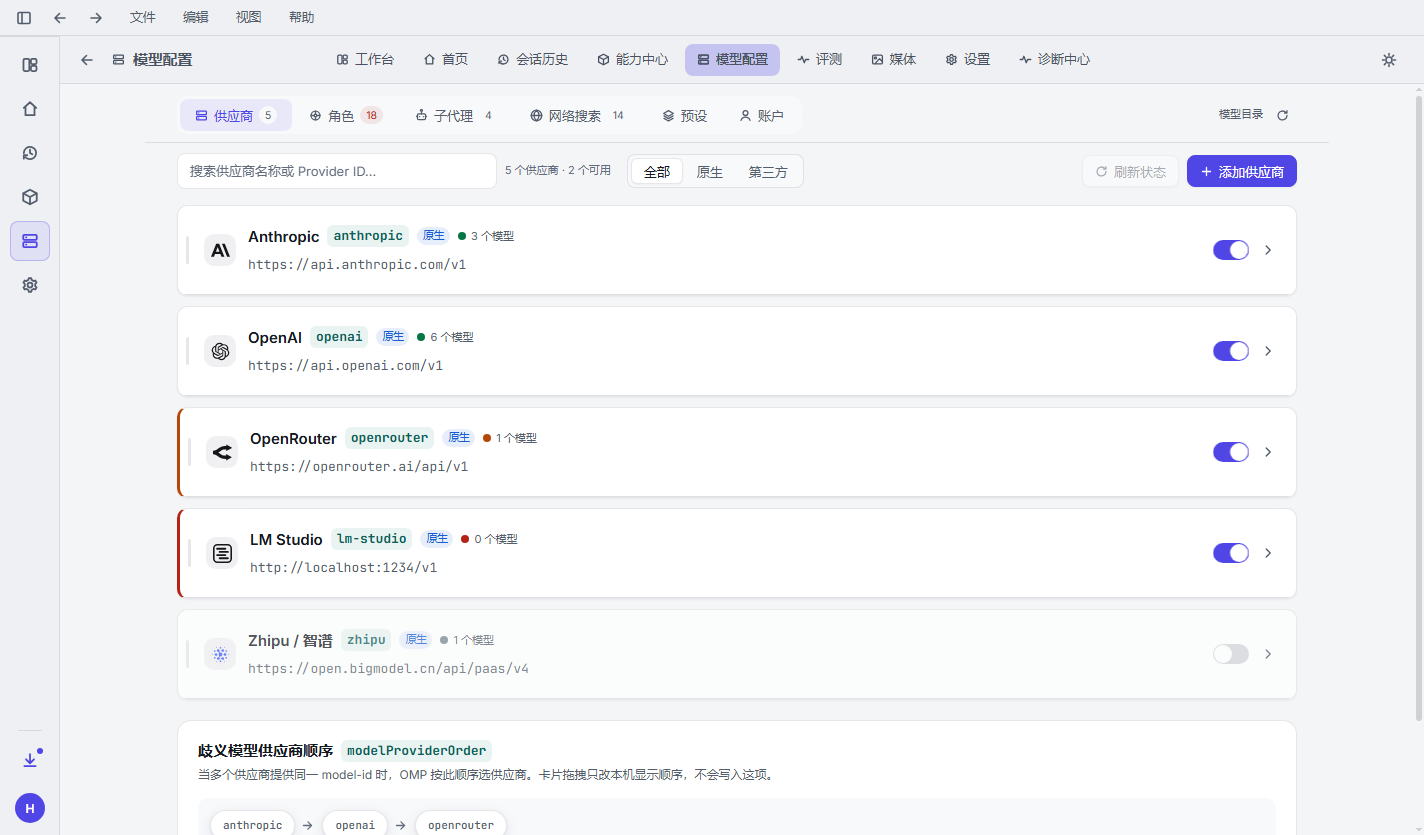 文件 编辑 视图 帮助
模型配置 工作台 首页 会话历史 能力中心 模型配置 评测 媒体 设置 诊断中心
供应商 5 角色 18 子代理 4 网络搜索 14 预设 账户 模型目录
搜索供应商名称或 Provider ID... 5 个供应商 · 2 个可用 全部 原生 第三方 刷新状态 + 添加供应商
Anthropic anthropic 原生 3 个模型
https://api.anthropic.com/v1
OpenAI openai 原生 6 个模型
https://api.openai.com/v1
OpenRouter openrouter 原生 1 个模型
https://openrouter.ai/api/v1
LM Studio lm-studio 原生 0 个模型
http://localhost:1234/v1
Zhipu / 智谱 zhipu 原生 1 个模型
https://open.bigmodel.cn/api/paas/v4
歧义模型供应商顺序 modelProviderOrder
当多个供应商提供同一 model-id 时，OMP 按此顺序选供应商。卡片拖拽只改本机显示顺序，不会写入这项。
anthropic → openai → openrouter
H